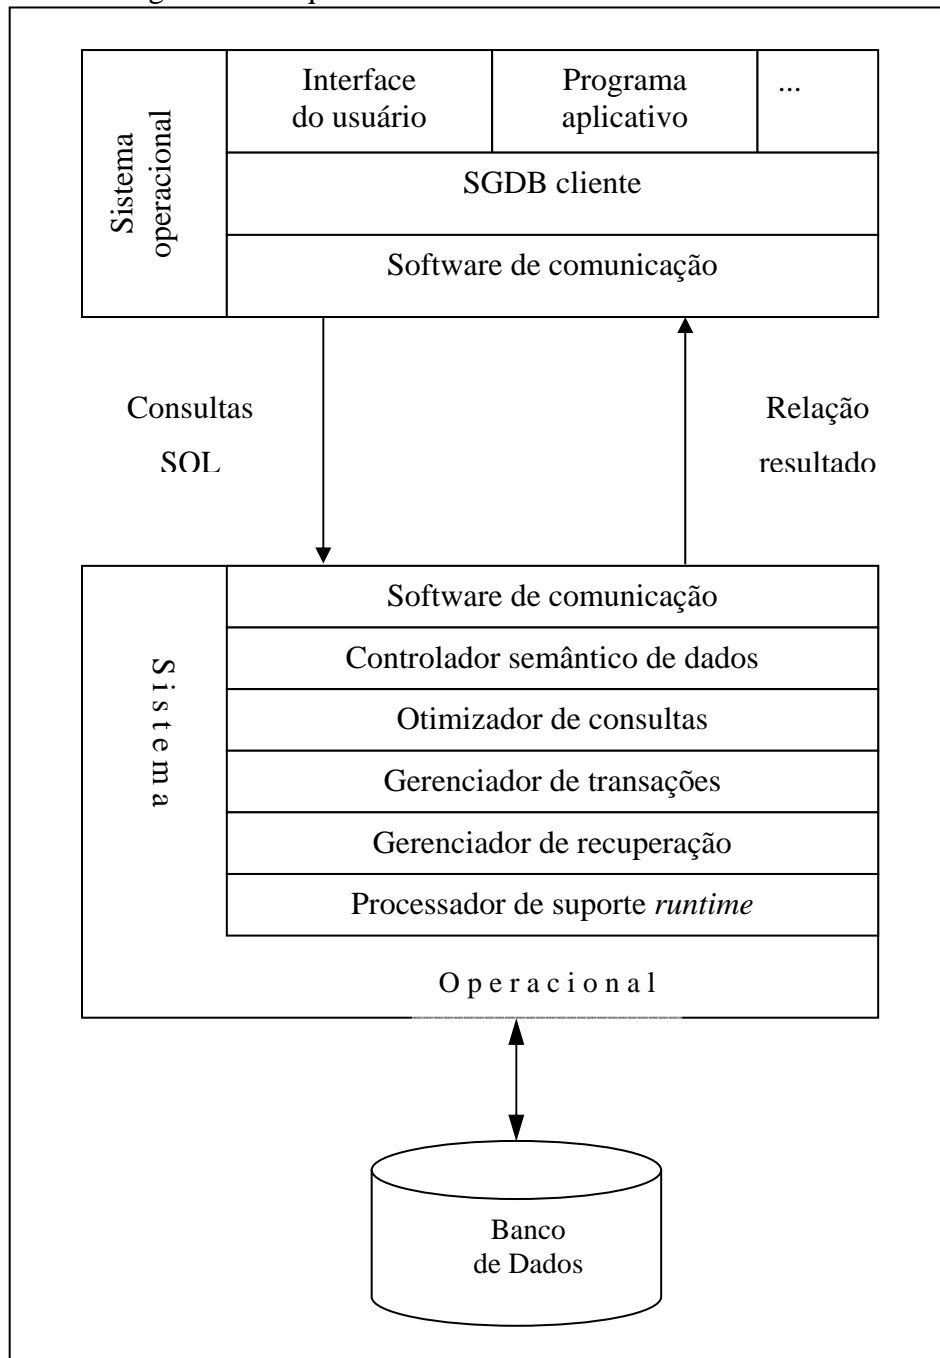 Interface
do usuário
Programa
aplicativo
...
Sistema
operacional
SGDB cliente
Software de comunicação
Consultas
SQL
Relação
resultado
Software de comunicação
Controlador semântico de dados
Otimizador de consultas
Gerenciador de transações
Gerenciador de recuperação
Processador de suporte runtime
Sistema
Operacional
Banco
de Dados